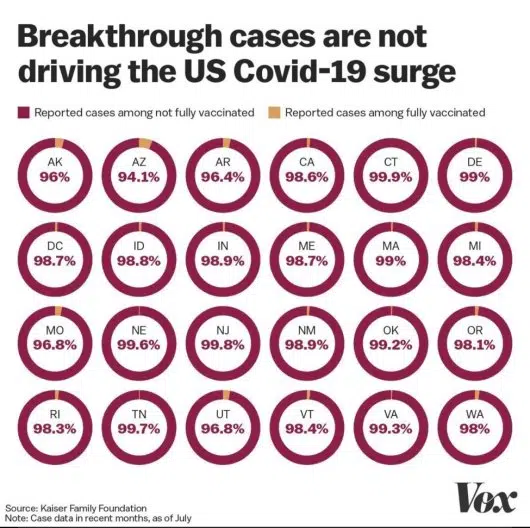 Breakthrough cases are not
driving the US Covid-19 surge
Reported cases among not fully vaccinated Reported cases among fully vaccinated
AK AZ AR CA CT DE
96% 94.1% 96.4% 98.6% 99.9% 99%
DC ID IN ME MA MI
98.7% 98.8% 98.9% 98.7% 99% 98.4%
MO NE NJ NM OK OR
96.8% 99.6% 99.8% 98.9% 99.2% 98.1%
RI TN UT VT VA WA
98.3% 99.7% 96.8% 98.4% 99.3% 98%
Source: Kaiser Family Foundation
Note: Case data in recent months, as of July
Vox